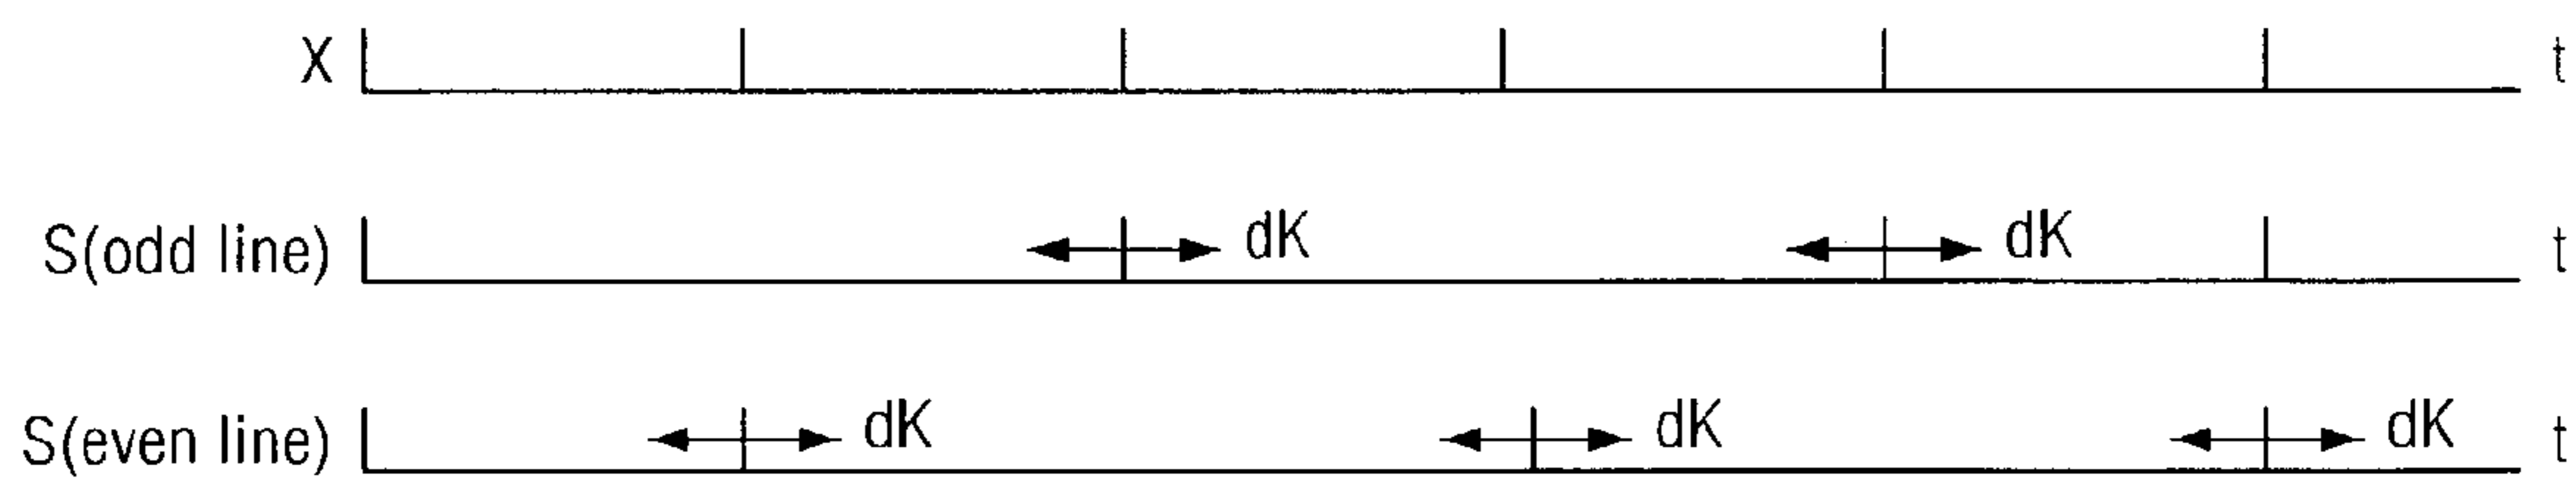 X t
S(odd line) dK dK t
S(even line) dK dK dK t